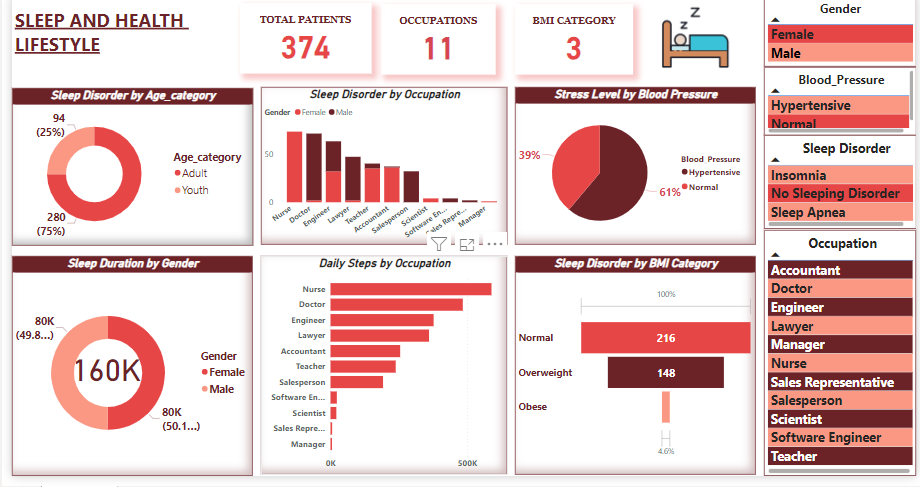 SLEEP AND HEALTH
LIFESTYLE
TOTAL PATIENTS
374
OCCUPATIONS
11
BMI CATEGORY
3
Z
Z
Gender
Female
Male
Blood_Pressure
Hypertensive
Normal
Sleep Disorder
Insomnia
No Sleeping Disorder
Sleep Apnea
Occupation
Accountant
Doctor
Engineer
Lawyer
Manager
Nurse
Sales Representative
Salesperson
Scientist
Software Engineer
Teacher
Sleep Disorder by Age_category
94
(25%)
280
(75%)
Age_category
Adult
Youth
Sleep Disorder by Occupation
Gender Female Male
50
0
Nurse
Doctor
Engineer
Lawyer
Teacher
Accountant
Salesperson
Scientist
Software En...
Sales Repre...
Manager
Stress Level by Blood Pressure
39%
61%
Blood_Pressure
Hypertensive
Normal
Sleep Duration by Gender
80K
(49.8...)
160K
80K
(50.1...)
Gender
Female
Male
Daily Steps by Occupation
Nurse
Doctor
Engineer
Lawyer
Accountant
Teacher
Salesperson
Software En...
Scientist
Sales Repre...
Manager
0K 500K
Sleep Disorder by BMI Category
100%
Normal 216
Overweight 148
Obese
4.6%